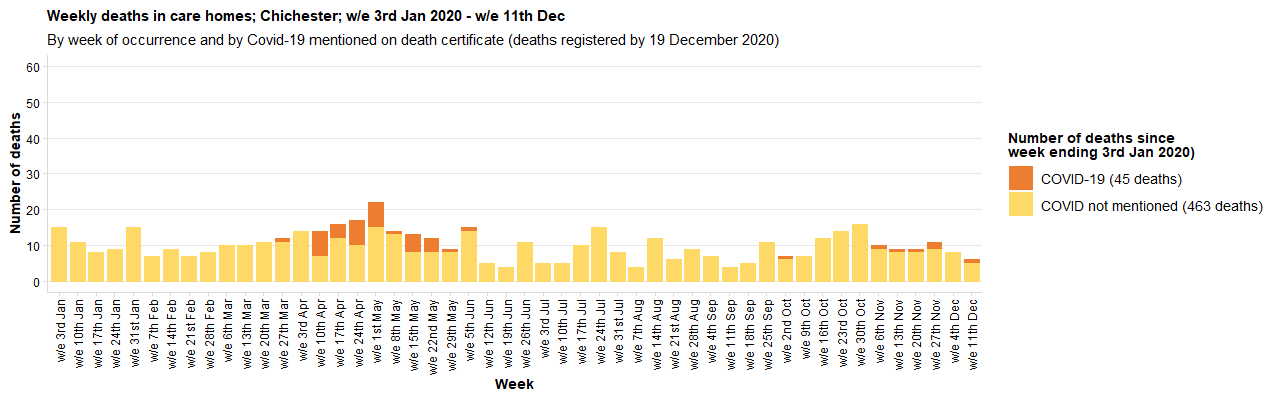 Weekly deaths in care homes; Chichester; w/e 3rd Jan 2020 - w/e 11th Dec
By week of occurrence and by Covid-19 mentioned on death certificate (deaths registered by 19 December 2020)
Number of deaths
60
50
40
30
20
10
0
w/e 3rd Jan
w/e 10th Jan
w/e 17th Jan
w/e 24th Jan
w/e 31st Jan
w/e 7th Feb
w/e 14th Feb
w/e 21st Feb
w/e 28th Feb
w/e 6th Mar
w/e 13th Mar
w/e 20th Mar
w/e 27th Mar
w/e 3rd Apr
w/e 10th Apr
w/e 17th Apr
w/e 24th Apr
w/e 1st May
w/e 8th May
w/e 15th May
w/e 22nd May
w/e 29th May
w/e 5th Jun
w/e 12th Jun
w/e 19th Jun
w/e 26th Jun
w/e 3rd Jul
w/e 10th Jul
w/e 17th Jul
w/e 24th Jul
w/e 31st Jul
w/e 7th Aug
w/e 14th Aug
w/e 21st Aug
w/e 28th Aug
w/e 4th Sep
w/e 11th Sep
w/e 18th Sep
w/e 25th Sep
w/e 2nd Oct
w/e 9th Oct
w/e 16th Oct
w/e 23rd Oct
w/e 30th Oct
w/e 6th Nov
w/e 13th Nov
w/e 20th Nov
w/e 27th Nov
w/e 4th Dec
w/e 11th Dec
Week
Number of deaths since
week ending 3rd Jan 2020)
COVID-19 (45 deaths)
COVID not mentioned (463 deaths)